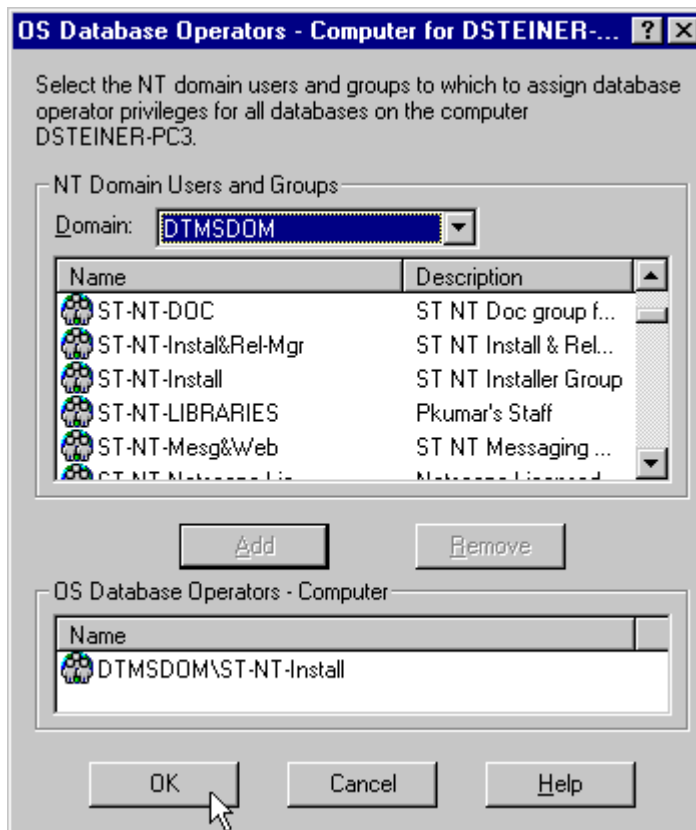 OS Database Operators - Computer for DSTEINER-...
Select the NT domain users and groups to which to assign database
operator privileges for all databases on the computer
DSTEINER-PC3.
NT Domain Users and Groups
Domain: DTMSDOM
Name Description
ST-NT-DOC ST NT Doc group f...
ST-NT-Instal&Rel-Mgr ST NT Install & Rel...
ST-NT-Install ST NT Installer Group
ST-NT-LIBRARIES Pkumar's Staff
ST-NT-Mesg&Web ST NT Messaging ...
Add Remove
OS Database Operators - Computer
Name
DTMSDOM\ST-NT-Install
OK Cancel Help